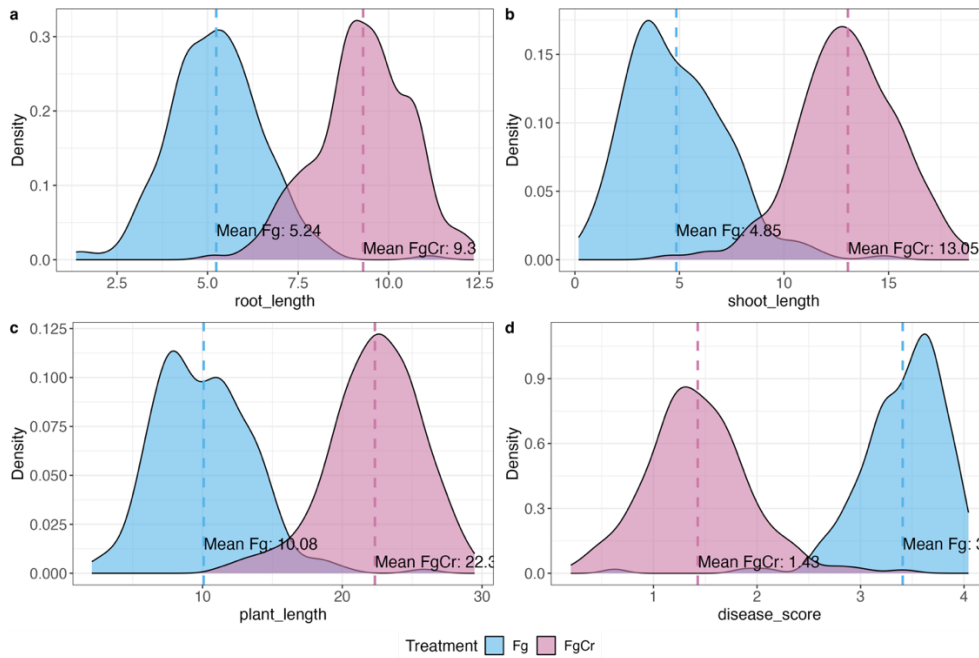 a
0.3
0.2
0.1
0.0
Density
Mean Fg: 5.24
Mean FgCr: 9.3
2.5 5.0 7.5 10.0 12.5
root_length
b
0.15
0.10
0.05
0.00
Density
Mean Fg: 4.85
Mean FgCr: 13.05
0 5 10 15
shoot_length
c
0.125
0.100
0.075
0.050
0.025
0.000
Density
Mean Fg: 10.08
Mean FgCr: 22.3
10 20 30
plant_length
d
0.9
0.6
0.3
0.0
Density
Mean FgCr: 1.43
Mean Fg: 3
1 2 3 4
disease_score
Treatment Fg FgCr